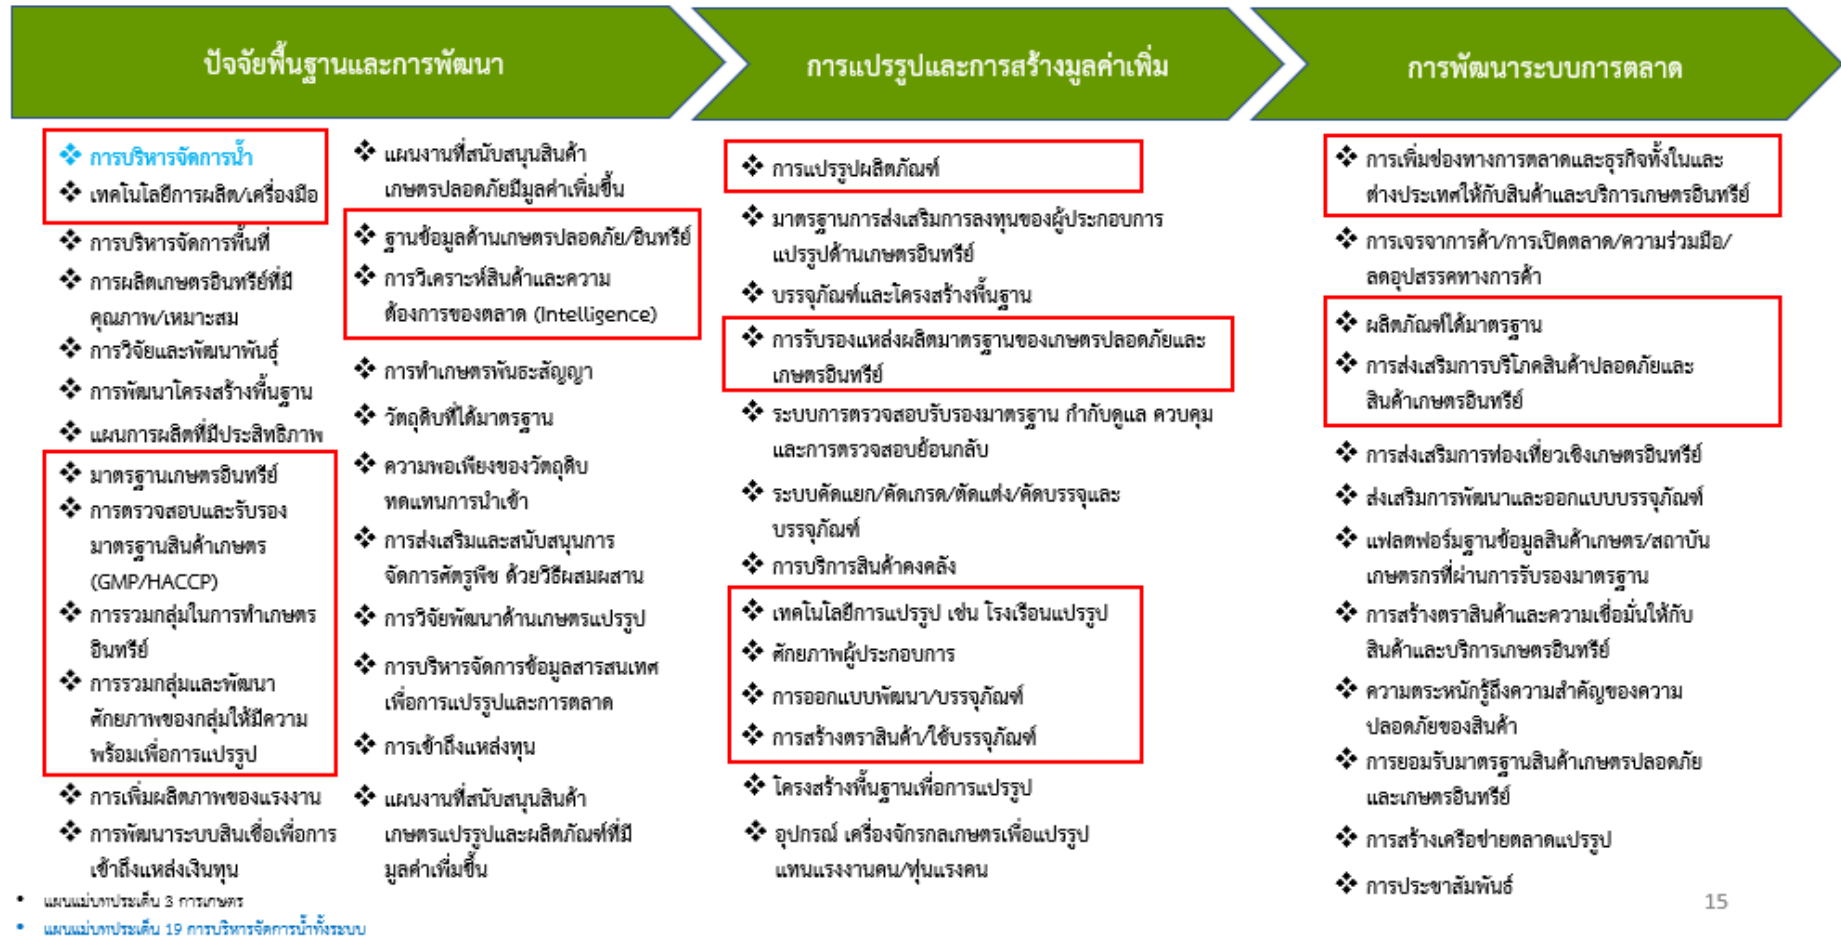 ปัจจัยพื้นฐานและการพัฒนา
การแปรรูปและการสร้างมูลค่าเพิ่ม
การพัฒนาระบบการตลาด
❖ การบริหารจัดการน้ำ
❖ เทคโนโลยีการผลิต/เครื่องมือ
❖ การบริหารจัดการพื้นที่
❖ การผลิตเกษตรอินทรีย์ที่มี
คุณภาพ/เหมาะสม
❖ การวิจัยและพัฒนาพันธุ์
❖ การพัฒนาโครงสร้างพื้นฐาน
❖ แผนการผลิตที่มีประสิทธิภาพ
❖ มาตรฐานเกษตรอินทรีย์
❖ การตรวจสอบและรับรอง
มาตรฐานสินค้าเกษตร
(GMP/HACCP)
❖ การรวมกลุ่มในการทำเกษตร
อินทรีย์
❖ การรวมกลุ่มและพัฒนา
ศักยภาพของกลุ่มให้มีความ
พร้อมเพื่อการแปรรูป
❖ การเพิ่มผลิตภาพของแรงงาน
❖ การพัฒนาระบบสินเชื่อเพื่อการ
เข้าถึงแหล่งเงินทุน
❖ แผนงานที่สนับสนุนสินค้า
เกษตรปลอดภัยมีมูลค่าเพิ่มขึ้น
❖ ฐานข้อมูลด้านเกษตรปลอดภัย/อินทรีย์
❖ การวิเคราะห์สินค้าและความ
ต้องการของตลาด (Intelligence)
❖ การทำเกษตรพันธะสัญญา
❖ วัตถุดิบที่ได้มาตรฐาน
❖ ความพอเพียงของวัตถุดิบ
ทดแทนการนำเข้า
❖ การส่งเสริมและสนับสนุนการ
จัดการศัตรูพืช ด้วยวิธีผสมผสาน
❖ การวิจัยพัฒนาด้านเกษตรแปรรูป
❖ การบริหารจัดการข้อมูลสารสนเทศ
เพื่อการแปรรูปและการตลาด
❖ การเข้าถึงแหล่งทุน
❖ แผนงานที่สนับสนุนสินค้า
เกษตรแปรรูปและผลิตภัณฑ์ที่มี
มูลค่าเพิ่มขึ้น
❖ การแปรรูปผลิตภัณฑ์
❖ มาตรฐานการส่งเสริมการลงทุนของผู้ประกอบการ
แปรรูปด้านเกษตรอินทรีย์
❖ บรรจุภัณฑ์และโครงสร้างพื้นฐาน
❖ การรับรองแหล่งผลิตมาตรฐานของเกษตรปลอดภัยและ
เกษตรอินทรีย์
❖ ระบบการตรวจสอบรับรองมาตรฐาน กำกับดูแล ควบคุม
และการตรวจสอบย้อนกลับ
❖ ระบบคัดแยก/คัดเกรด/ตัดแต่ง/คัดบรรจุและ
บรรจุภัณฑ์
❖ การบริการสินค้าคงคลัง
❖ เทคโนโลยีการแปรรูป เช่น โรงเรือนแปรรูป
❖ ศักยภาพผู้ประกอบการ
❖ การออกแบบพัฒนา/บรรจุภัณฑ์
❖ การสร้างตราสินค้า/ใช้บรรจุภัณฑ์
❖ โครงสร้างพื้นฐานเพื่อการแปรรูป
❖ อุปกรณ์ เครื่องจักรกลเกษตรเพื่อแปรรูป
แทนแรงงานคน/ทุ่นแรงคน
❖ การเพิ่มช่องทางการตลาดและธุรกิจทั้งในและ
ต่างประเทศให้กับสินค้าและบริการเกษตรอินทรีย์
❖ การเจรจาการค้า/การเปิดตลาด/ความร่วมมือ/
ลดอุปสรรคทางการค้า
❖ ผลิตภัณฑ์ได้มาตรฐาน
❖ การส่งเสริมการบริโภคสินค้าปลอดภัยและ
สินค้าเกษตรอินทรีย์
❖ การส่งเสริมการท่องเที่ยวเชิงเกษตรอินทรีย์
❖ ส่งเสริมการพัฒนาและออกแบบบรรจุภัณฑ์
❖ แฟลตฟอร์มฐานข้อมูลสินค้าเกษตร/สถาบัน
เกษตรกรที่ผ่านการรับรองมาตรฐาน
❖ การสร้างตราสินค้าและความเชื่อมั่นให้กับ
สินค้าและบริการเกษตรอินทรีย์
❖ ความตระหนักรู้ถึงความสำคัญของความ
ปลอดภัยของสินค้า
❖ การยอมรับมาตรฐานสินค้าเกษตรปลอดภัย
และเกษตรอินทรีย์
❖ การสร้างเครือข่ายตลาดแปรรูป
❖ การประชาสัมพันธ์
• แผนแม่บทประเด็น 3 การเกษตร
• แผนแม่บทประเด็น 19 การบริหารจัดการน้ำทั้งระบบ
15